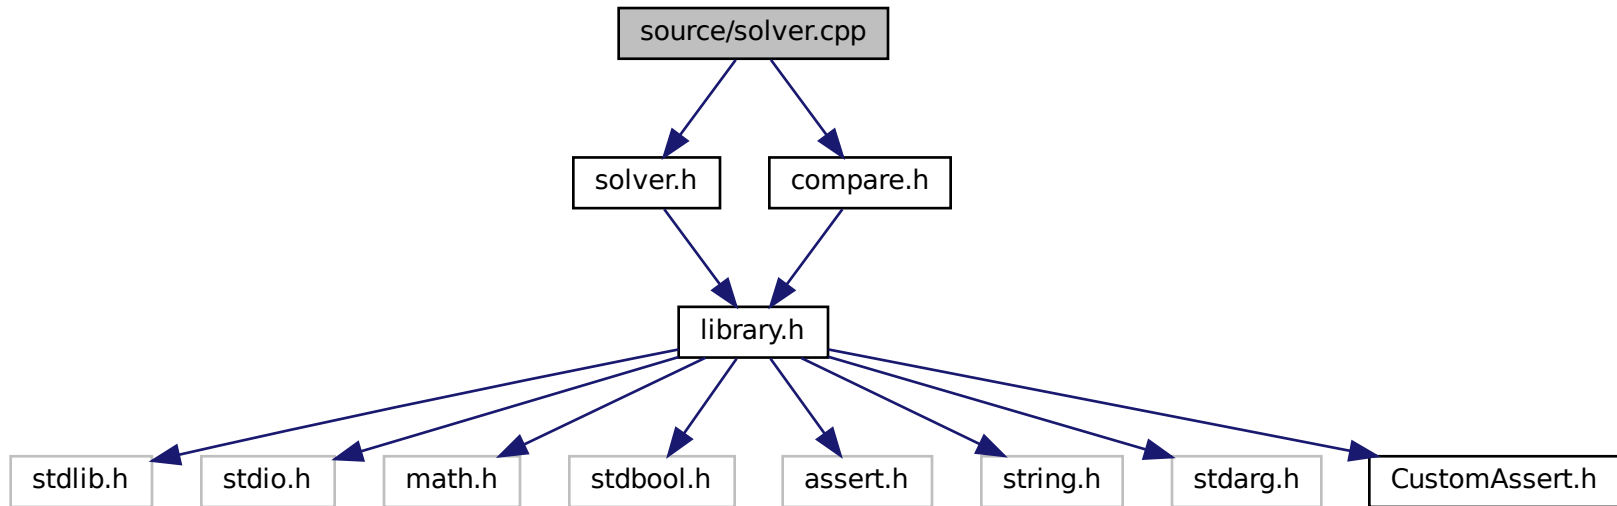 source/solver.cpp
solver.h
compare.h
library.h
stdlib.h
stdio.h
math.h
stdbool.h
assert.h
string.h
stdarg.h
CustomAssert.h